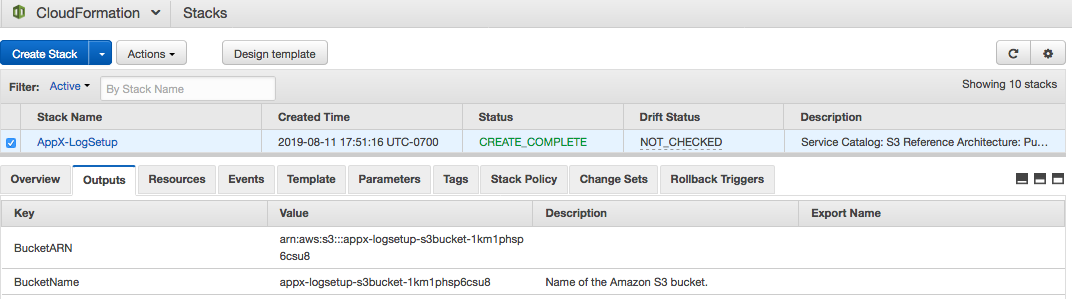 CloudFormation Stacks
Create Stack Actions Design template
Filter: Active By Stack Name Showing 10 stacks
Stack Name Created Time Status Drift Status Description
AppX-LogSetup 2019-08-11 17:51:16 UTC-0700 CREATE_COMPLETE NOT_CHECKED Service Catalog: S3 Reference Architecture: Pu…
Overview Outputs Resources Events Template Parameters Tags Stack Policy Change Sets Rollback Triggers
Key Value Description Export Name
BucketARN arn:aws:s3:::appx-logsetup-s3bucket-1km1phsp
6csu8
BucketName appx-logsetup-s3bucket-1km1phsp6csu8 Name of the Amazon S3 bucket.